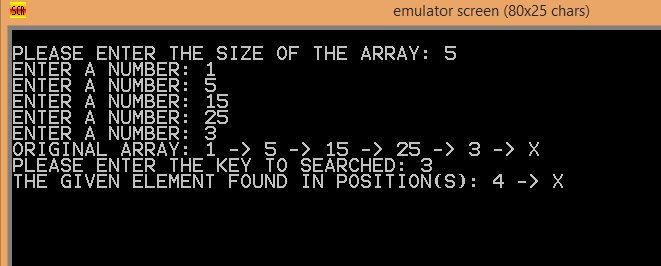 SCR
emulator screen (80x25 chars)
PLEASE ENTER THE SIZE OF THE ARRAY: 5
ENTER A NUMBER: 1
ENTER A NUMBER: 5
ENTER A NUMBER: 15
ENTER A NUMBER: 25
ENTER A NUMBER: 3
ORIGINAL ARRAY: 1 -> 5 -> 15 -> 25 -> 3 -> X
PLEASE ENTER THE KEY TO SEARCHED: 3
THE GIVEN ELEMENT FOUND IN POSITION(S): 4 -> X